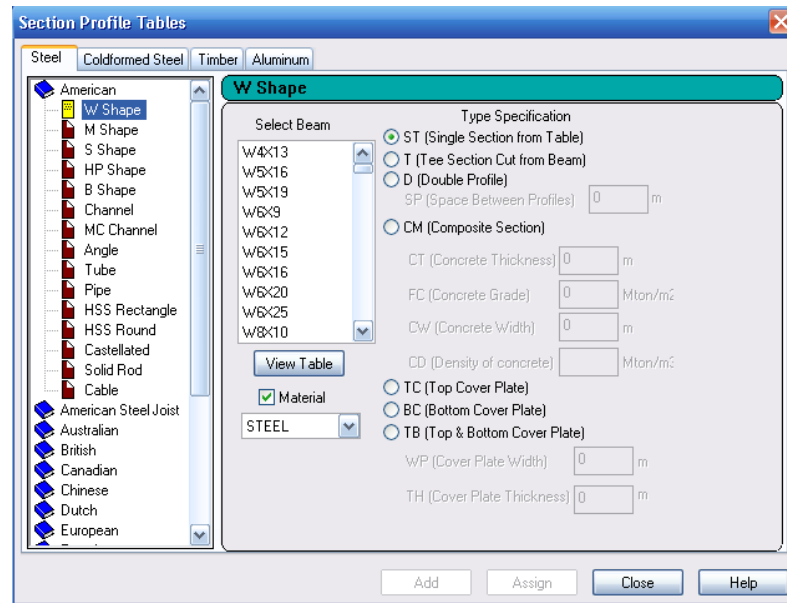 Section Profile Tables
Steel
Coldformed Steel
Timber
Aluminum
American
W Shape
M Shape
S Shape
HP Shape
B Shape
Channel
MC Channel
Angle
Tube
Pipe
HSS Rectangle
HSS Round
Castellated
Solid Rod
Cable
American Steel Joist
Australian
British
Canadian
Chinese
Dutch
European
W Shape
Select Beam
W4X13
W5X16
W5X19
W6X9
W6X12
W6X15
W6X16
W6X20
W6X25
W8X10
View Table
Material
STEEL
Type Specification
ST (Single Section from Table)
T (Tee Section Cut from Beam)
D (Double Profile)
SP (Space Between Profiles) 0 m
CM (Composite Section)
CT (Concrete Thickness) 0 m
FC (Concrete Grade) 0 Mton/m2
CW (Concrete Width) 0 m
CD (Density of concrete) Mton/m3
TC (Top Cover Plate)
BC (Bottom Cover Plate)
TB (Top & Bottom Cover Plate)
WP (Cover Plate Width) 0 m
TH (Cover Plate Thickness) 0 m
Add
Assign
Close
Help